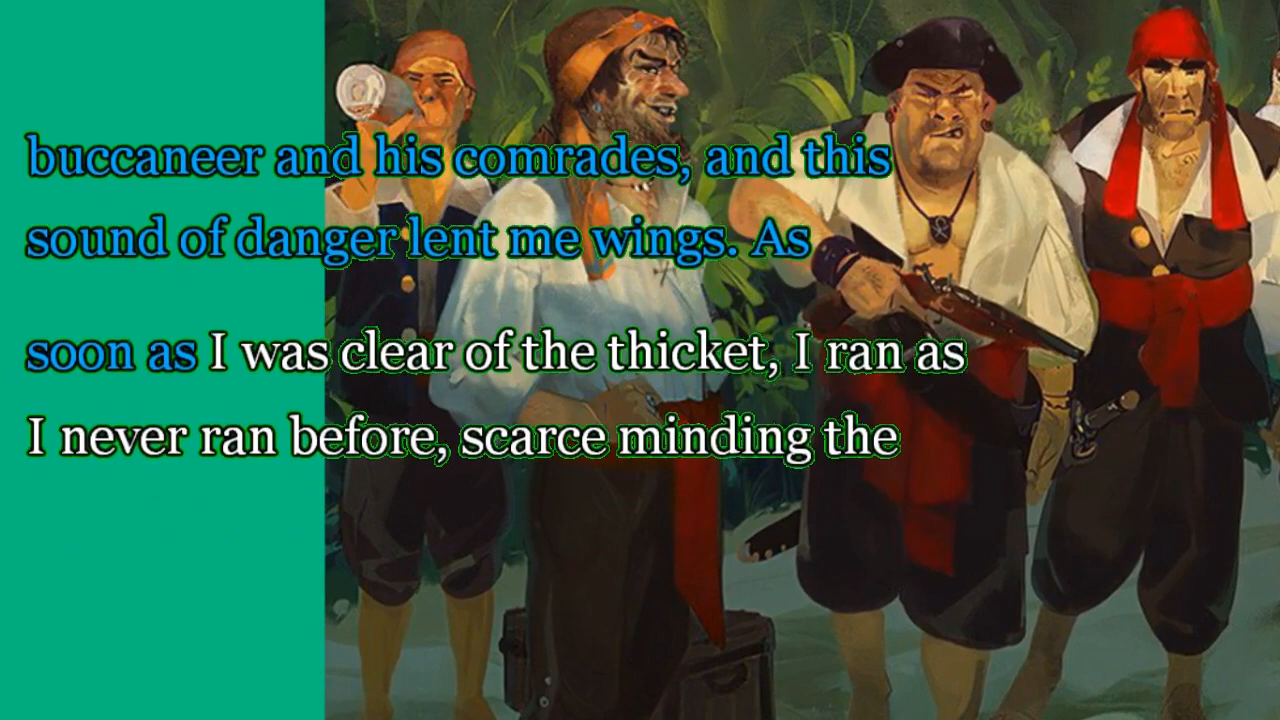 buccaneer and his comrades, and this
sound of danger lent me wings. As
soon as I was clear of the thicket, I ran as
I never ran before, scarce minding the